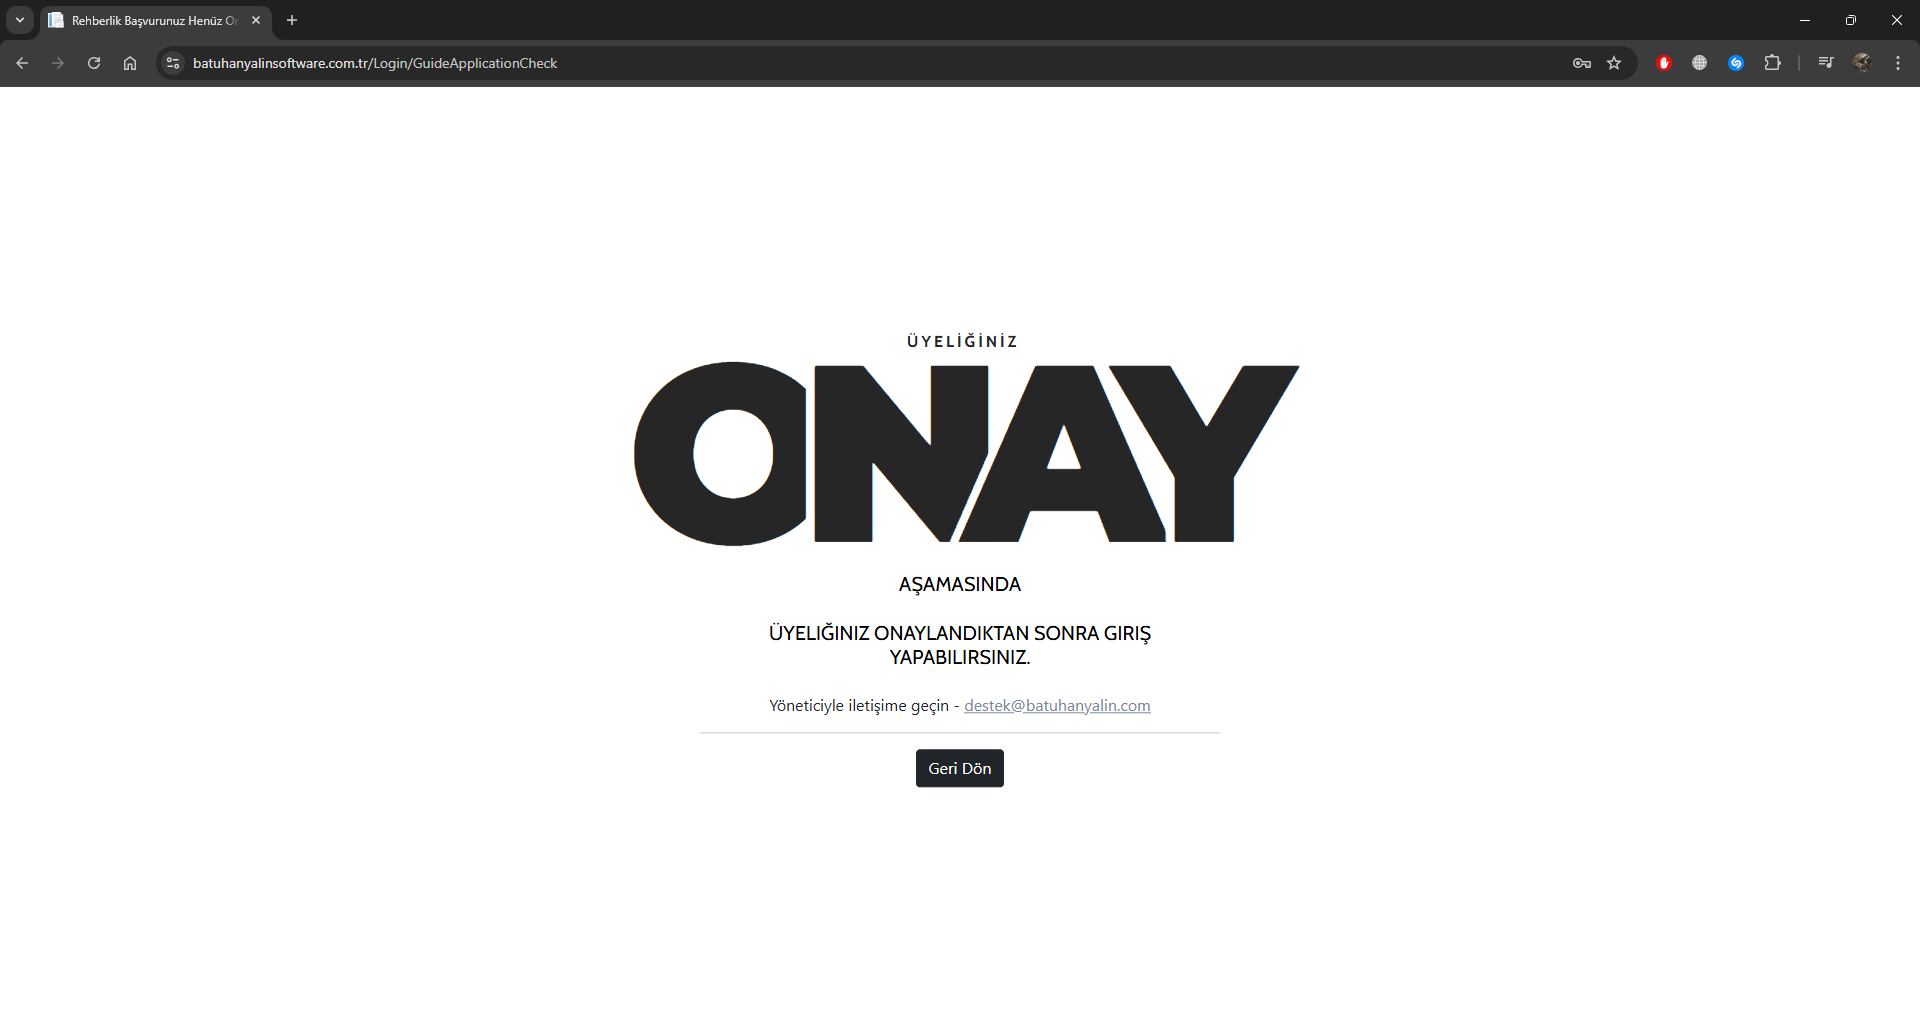 Rehberlik Başvurunuz Henüz
batuhanyalinsoftware.com.tr/Login/GuideApplicationCheck
ÜYELİĞİNİZ
ONAY
AŞAMASINDA
ÜYELIĞINIZ ONAYLANDIKTAN SONRA GIRIŞ
YAPABILIRSINIZ.
Yöneticiyle iletişime geçin - destek@batuhanyalin.com
Geri Dön